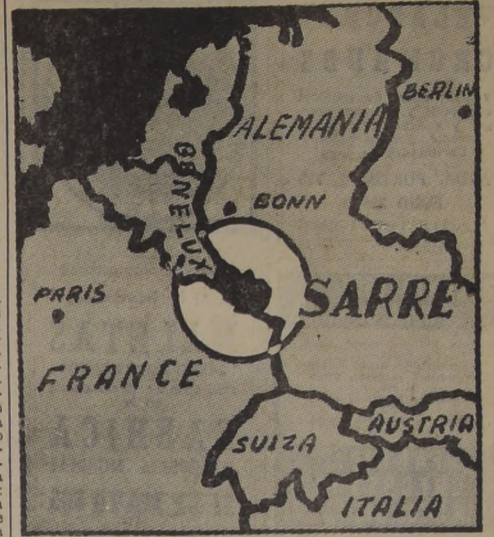 BERLIN
ALEMANIA
BENELUX
BONN
SARRE
PARIS
FRANCE
AUSTRIA
SUIZA
ITALIA